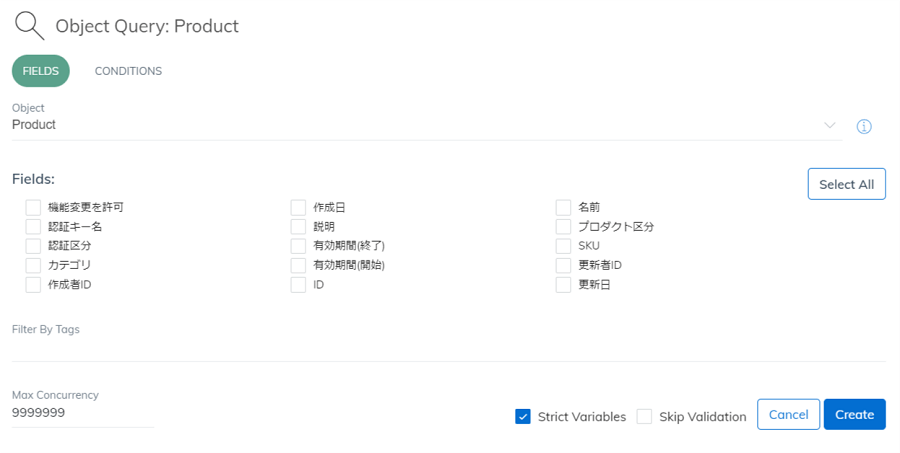 Object Query: Product
FIELDS CONDITIONS
Object
Product
Fields:
Select All
機能変更を許可 作成日 名前
認証キー名 説明 プロダクト区分
認証区分 有効期間(終了) SKU
カテゴリ 有効期間(開始) 更新者ID
作成者ID ID 更新日
Filter By Tags
Max Concurrency
9999999
Strict Variables Skip Validation Cancel Create